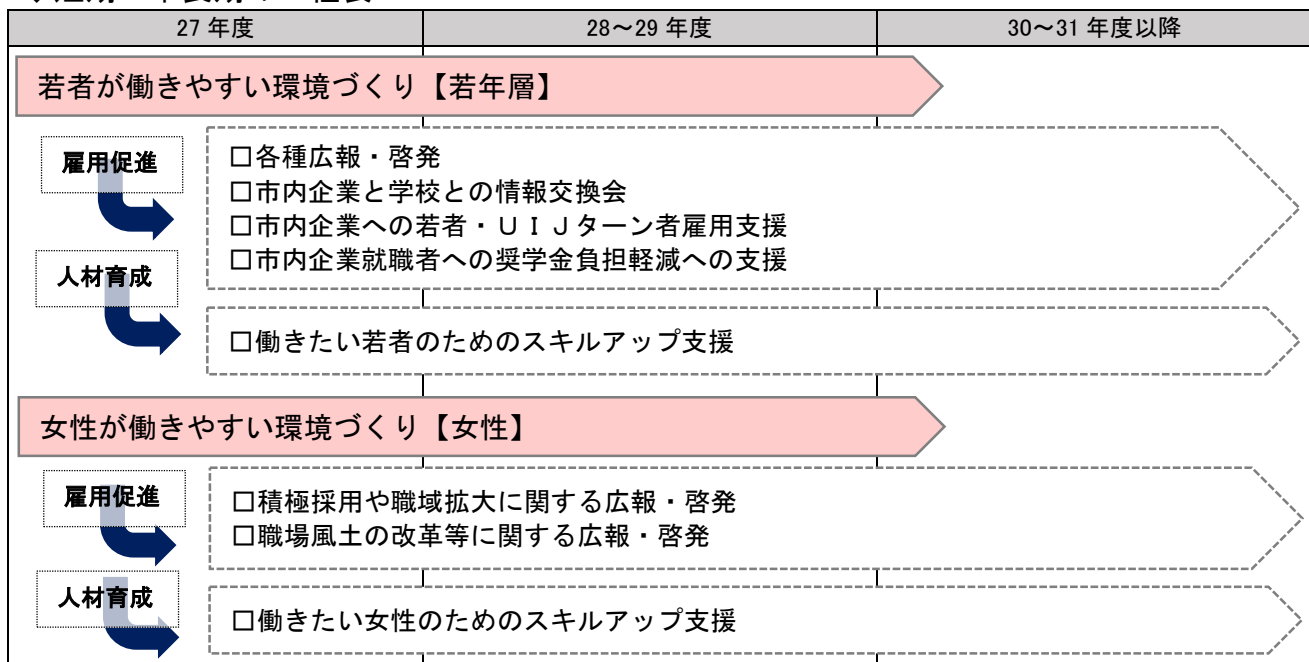 27 年度
28～29 年度
30～31 年度以降
若者が働きやすい環境づくり【若年層】
雇用促進
□各種広報・啓発
□市内企業と学校との情報交換会
□市内企業への若者・ＵＩＪターン者雇用支援
□市内企業就職者への奨学金負担軽減への支援
人材育成
□働きたい若者のためのスキルアップ支援
女性が働きやすい環境づくり【女性】
雇用促進
□積極採用や職域拡大に関する広報・啓発
□職場風土の改革等に関する広報・啓発
人材育成
□働きたい女性のためのスキルアップ支援